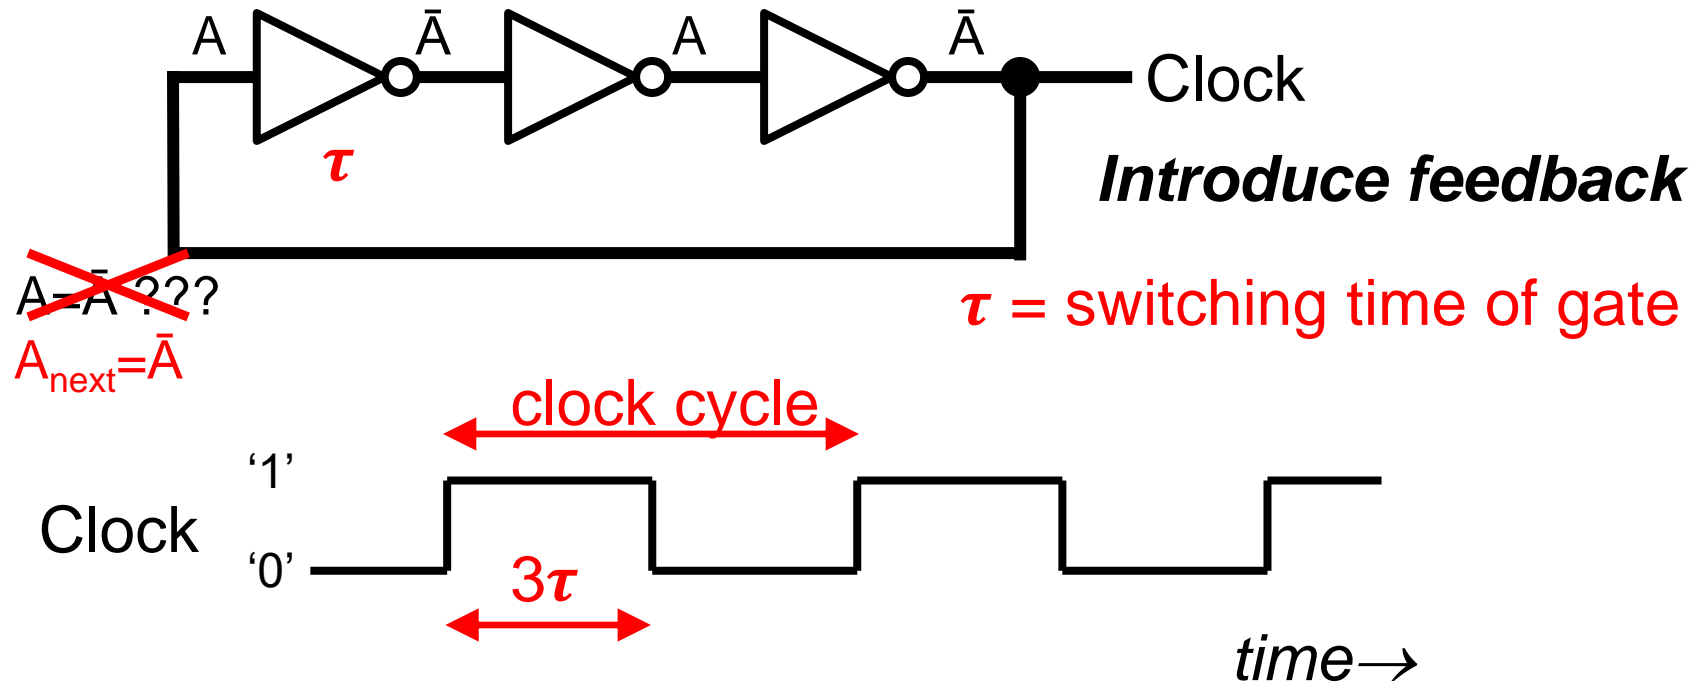 A Ā A Ā
Clock
τ
Introduce feedback
A=Ā ???
τ = switching time of gate
Anext=Ā
clock cycle
‘1’
Clock
‘0’
3τ
time→